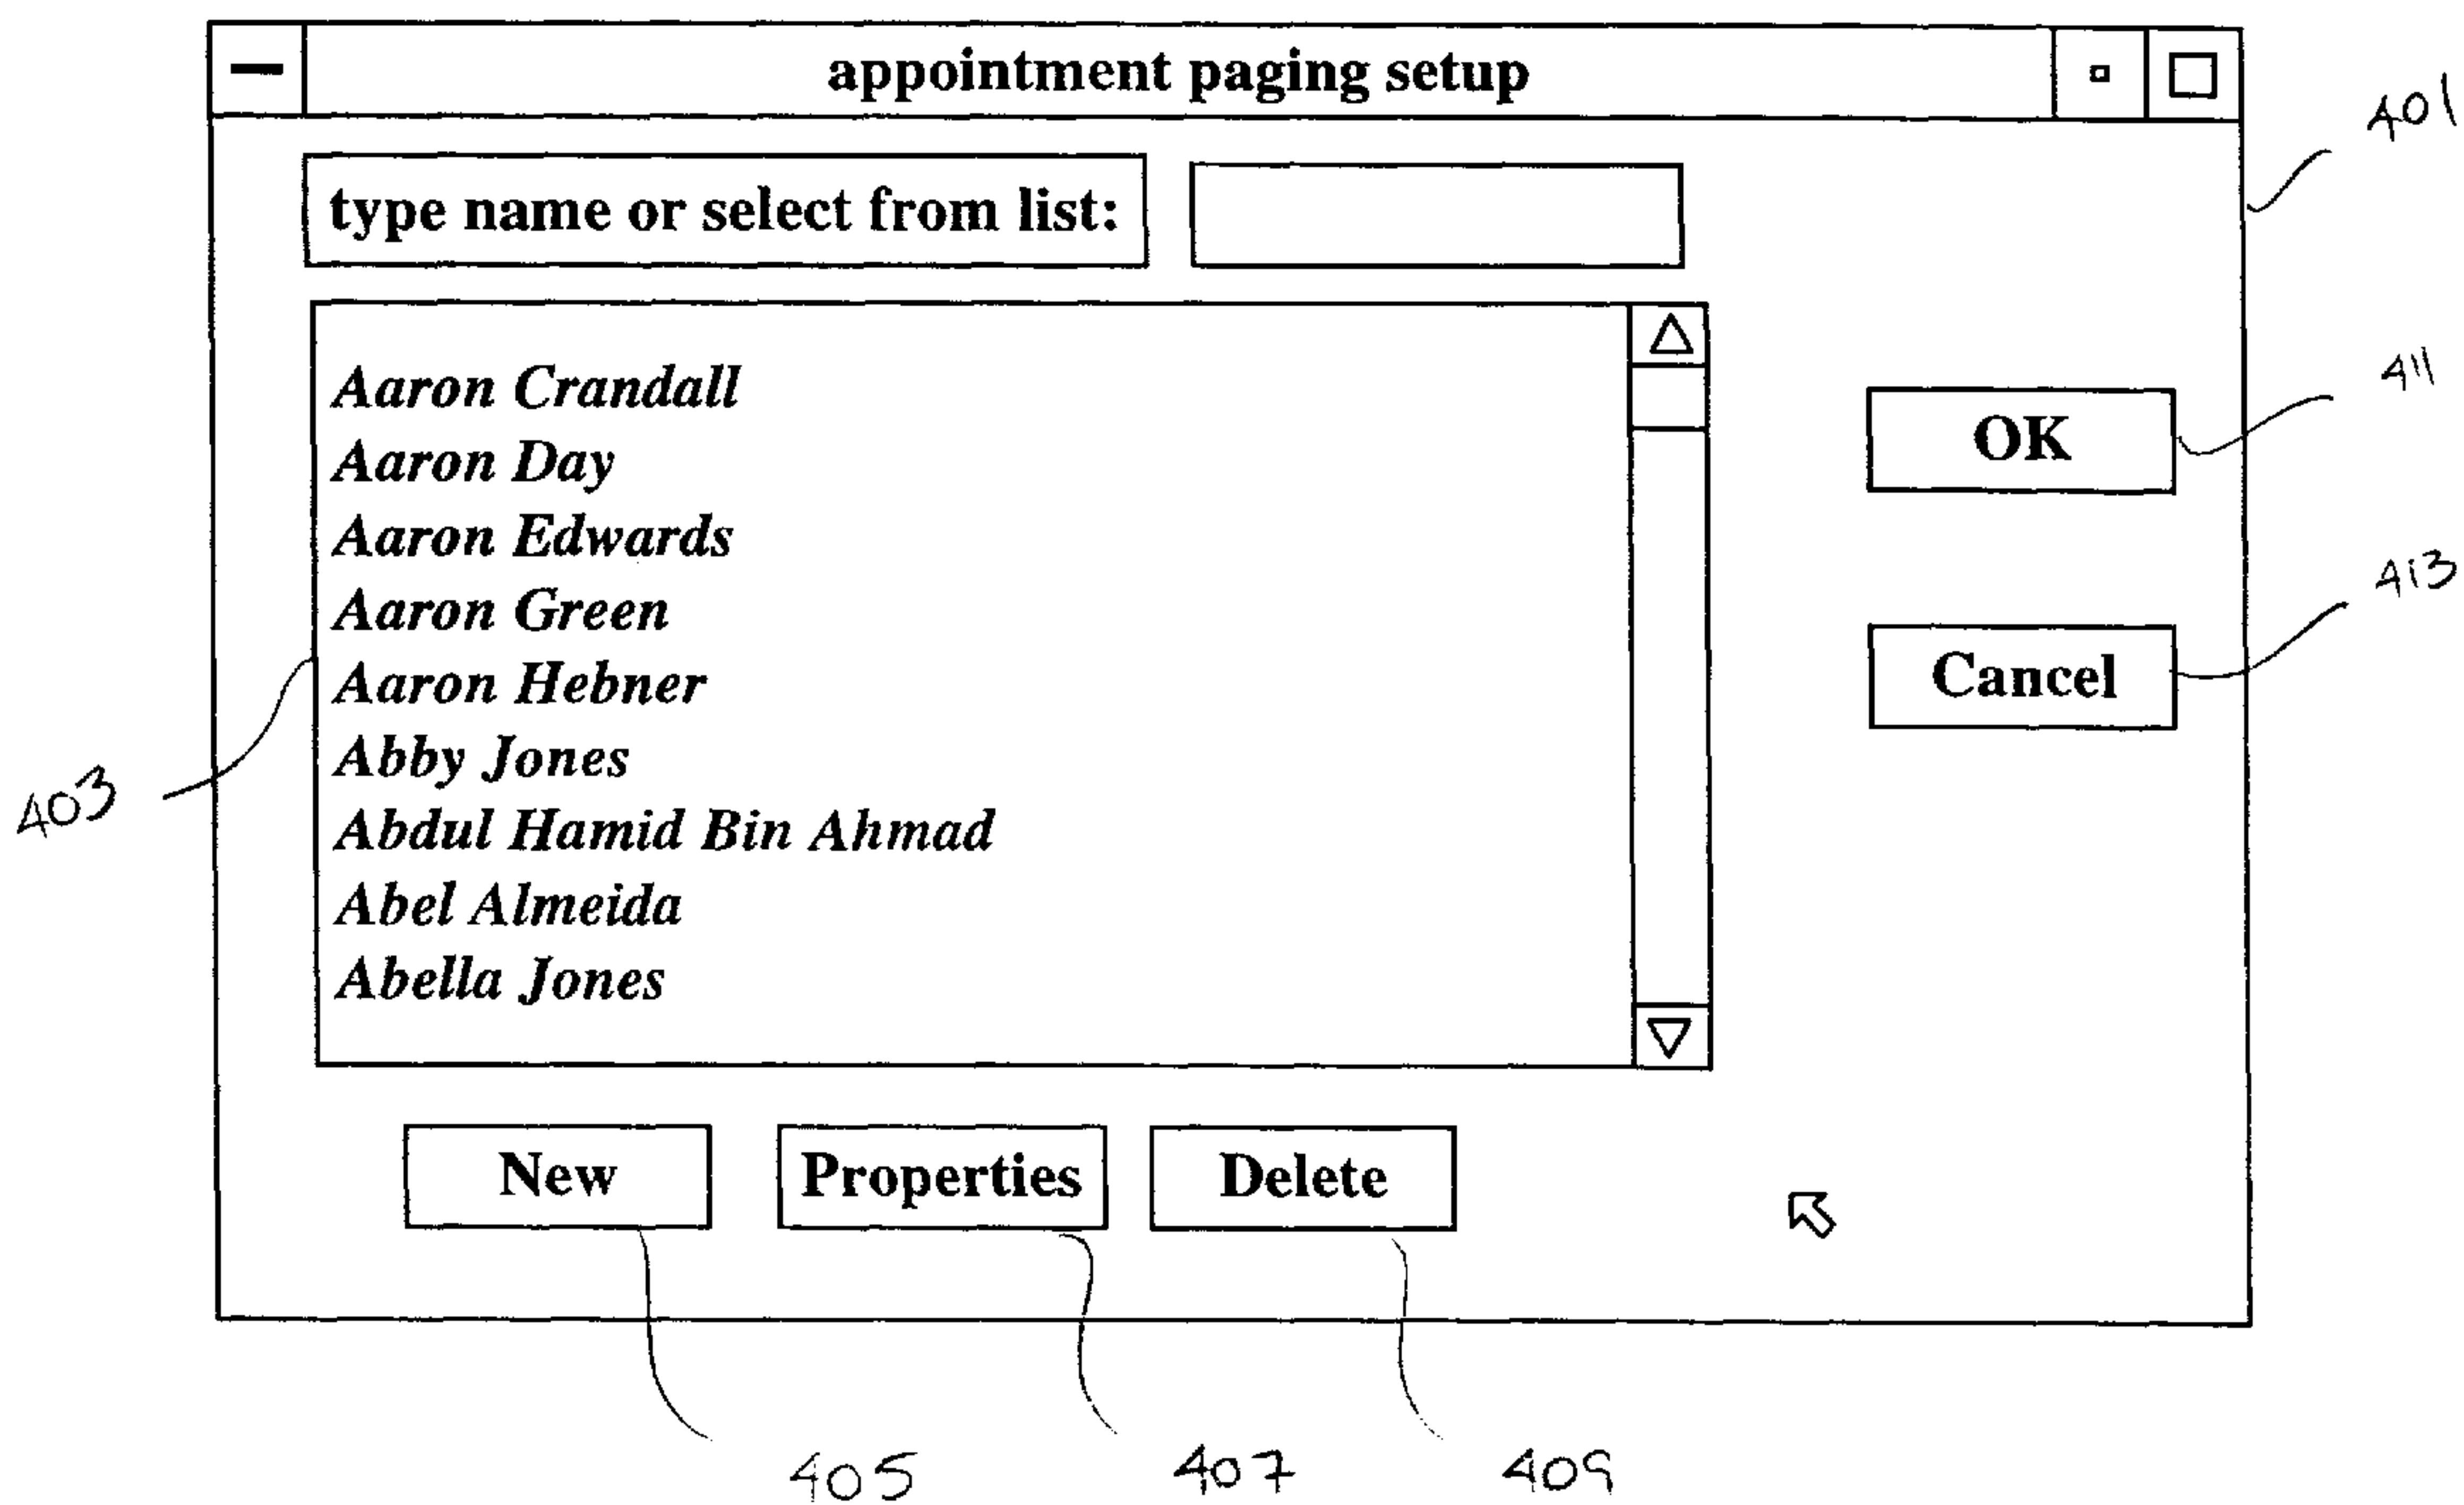 appointment paging setup
401
type name or select from list:
Aaron Crandall
411
Aaron Day
OK
Aaron Edwards
413
Aaron Green
Aaron Hebner
Cancel
Abby Jones
403
Abdul Hamid Bin Ahmad
Abel Almeida
Abella Jones
New Properties Delete
405 407 409